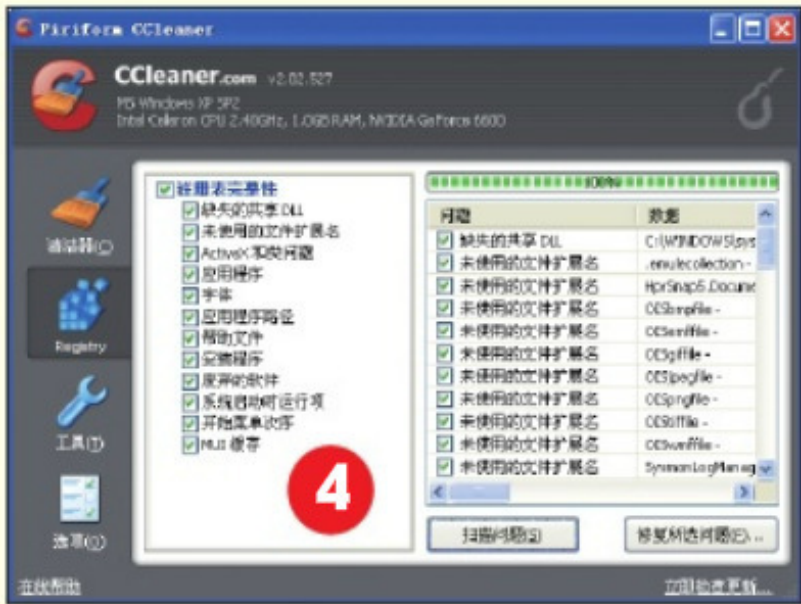 Piriform CCleaner
CCleaner.com v2.02.527
MS Windows XP SP2
Intel Celeron CPU 2.40GHz, 1.0GB RAM, NVIDIA GeForce 6600
清洁器(C)
Registry
工具(T)
选项(O)
注册表完整性
缺失的共享 DLL
未使用的文件扩展名
ActiveX 和类问题
应用程序
字体
应用程序路径
帮助文件
安装程序
废弃的软件
系统启动时运行项
开始菜单次序
MUI 缓存
4
100%
问题 数据
缺失的共享 DLL C:\WINDOWS\sys
未使用的文件扩展名 .emulecollection -
未使用的文件扩展名 HprSnap5.Docume
未使用的文件扩展名 OESbmpfile -
未使用的文件扩展名 OESemffile -
未使用的文件扩展名 OESgiffile -
未使用的文件扩展名 OESjpegfile -
未使用的文件扩展名 OESpngfile -
未使用的文件扩展名 OEStiffile -
未使用的文件扩展名 OESwmffile -
未使用的文件扩展名 SysmonLogManag
扫描问题(S) 修复所选问题(F)...
在线帮助 立即检查更新...